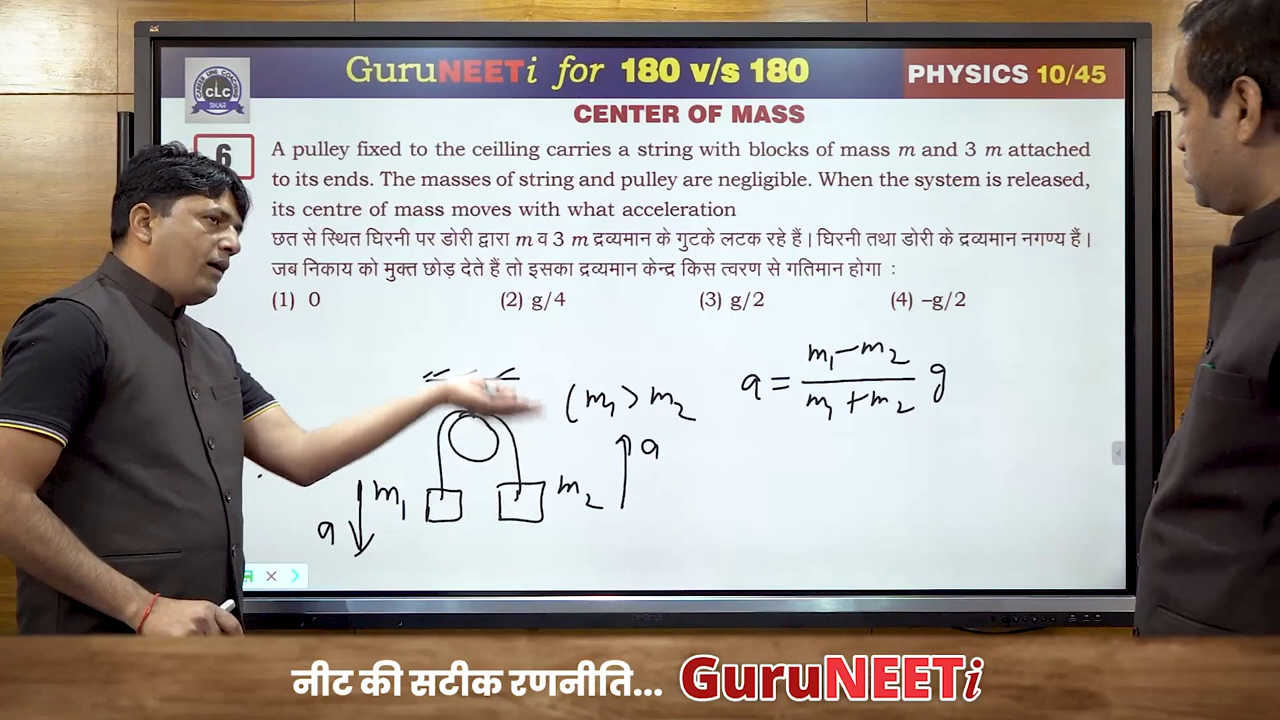 GuruNEETi for 180 v/s 180
PHYSICS 10/45
CLC
SIKAR
CENTER OF MASS
6
A pulley fixed to the ceilling carries a string with blocks of mass m and 3 m attached
to its ends. The masses of string and pulley are negligible. When the system is released,
its centre of mass moves with what acceleration
छत से स्थित घिरनी पर डोरी द्वारा m व 3 m द्रव्यमान के गुटके लटक रहे हैं। घिरनी तथा डोरी के द्रव्यमान नगण्य हैं।
जब निकाय को मुक्त छोड़ देते हैं तो इसका द्रव्यमान केन्द्र किस त्वरण से गतिमान होगा :
(1) 0 (2) g/4 (3) g/2 (4) –g/2
(m₁ > m₂
a = (m₁ – m₂)/(m₁ + m₂) g
a
m₁
m₂
a
नीट की सटीक रणनीति... GuruNEETi